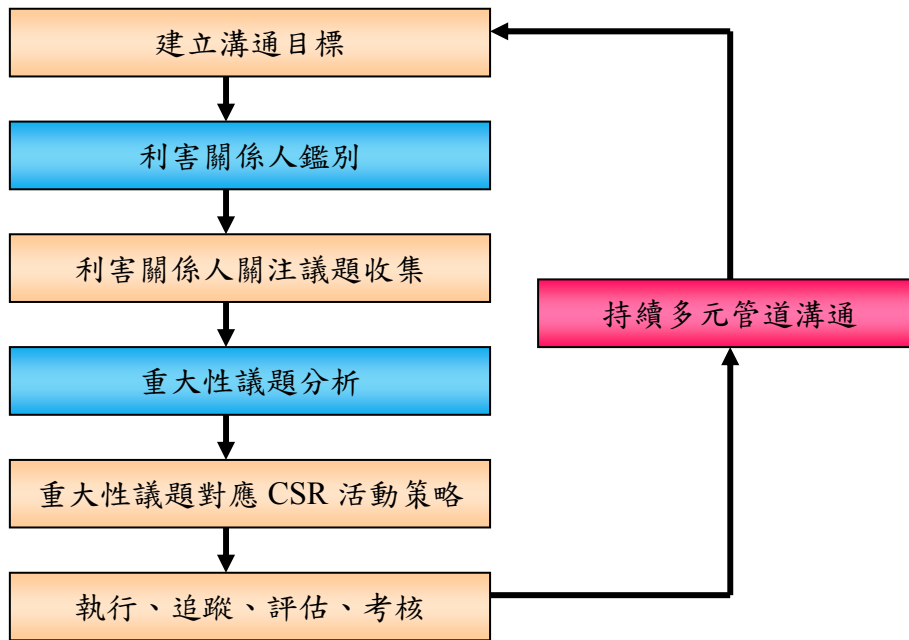 建立溝通目標
利害關係人鑑別
利害關係人關注議題收集
持續多元管道溝通
重大性議題分析
重大性議題對應 CSR 活動策略
執行、追蹤、評估、考核